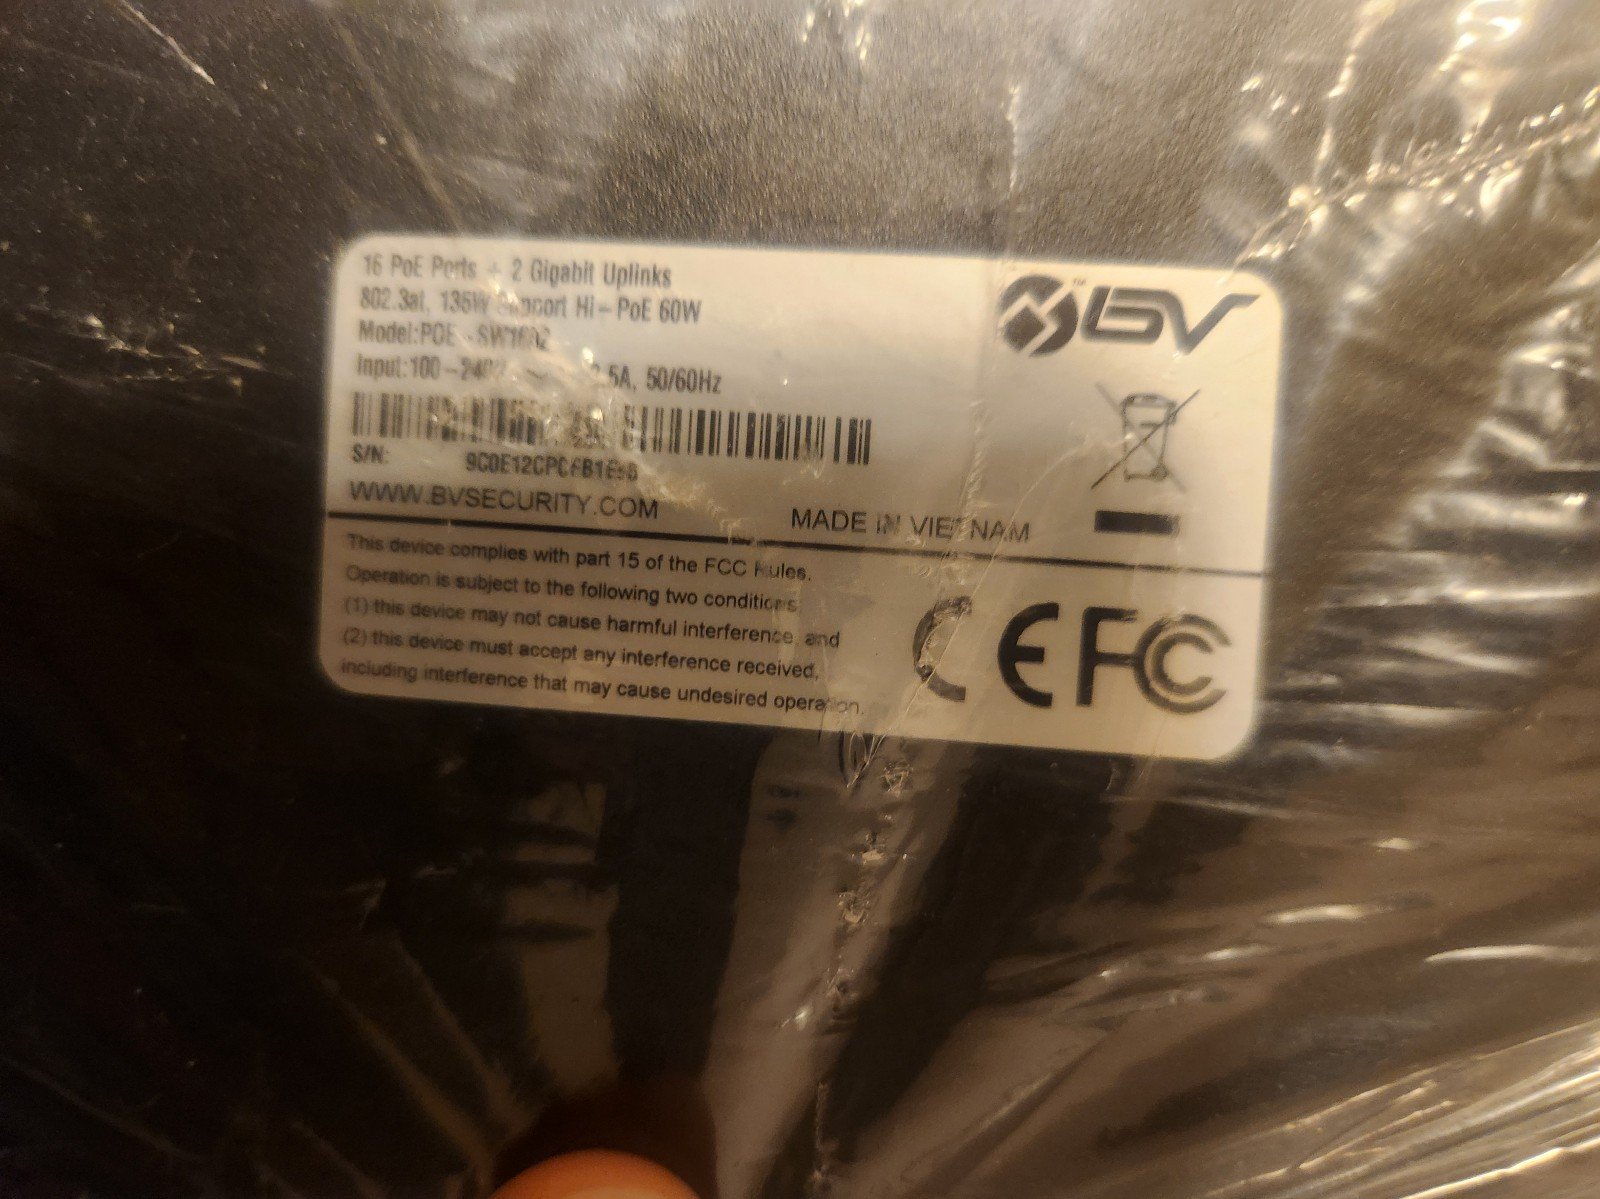 16 PoE Ports + 2 Gigabit Uplinks
802.3at, 135W Support Hi-PoE 60W
Model:POE-SW1602
Input:100-240V 2.5A, 50/60Hz
S/N:
WWW.BVSECURITY.COM
MADE IN VIETNAM
This device complies with part 15 of the FCC Rules.
Operation is subject to the following two conditions
(1) this device may not cause harmful interference, and
(2) this device must accept any interference received,
including interference that may cause undesired operation.
BV
CE FC